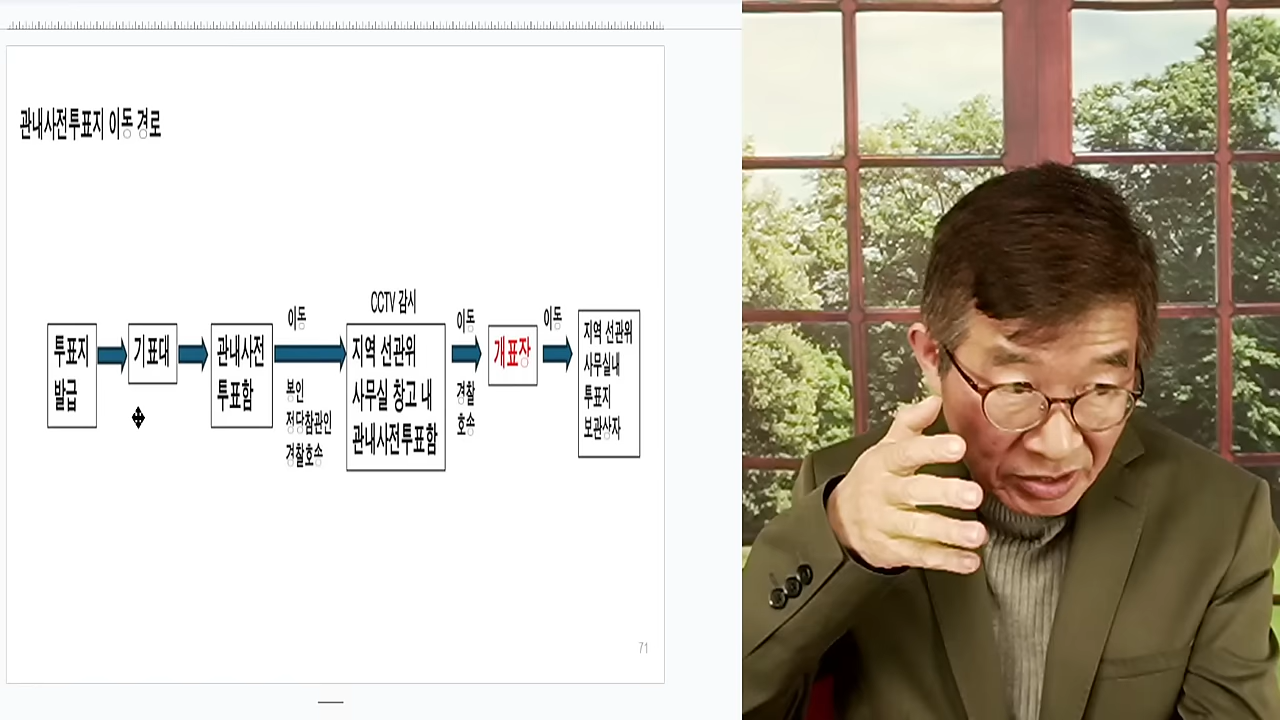 관내사전투표지 이동 경로
투표지
발급
기표대
관내사전
투표함
이동
본인
정당참관인
경찰호송
CCTV 감시
지역 선관위
사무실 창고 내
관내사전투표함
이동
경찰
호송
개표장
이동
지역 선관위
사무실내
투표지
보관상자
71